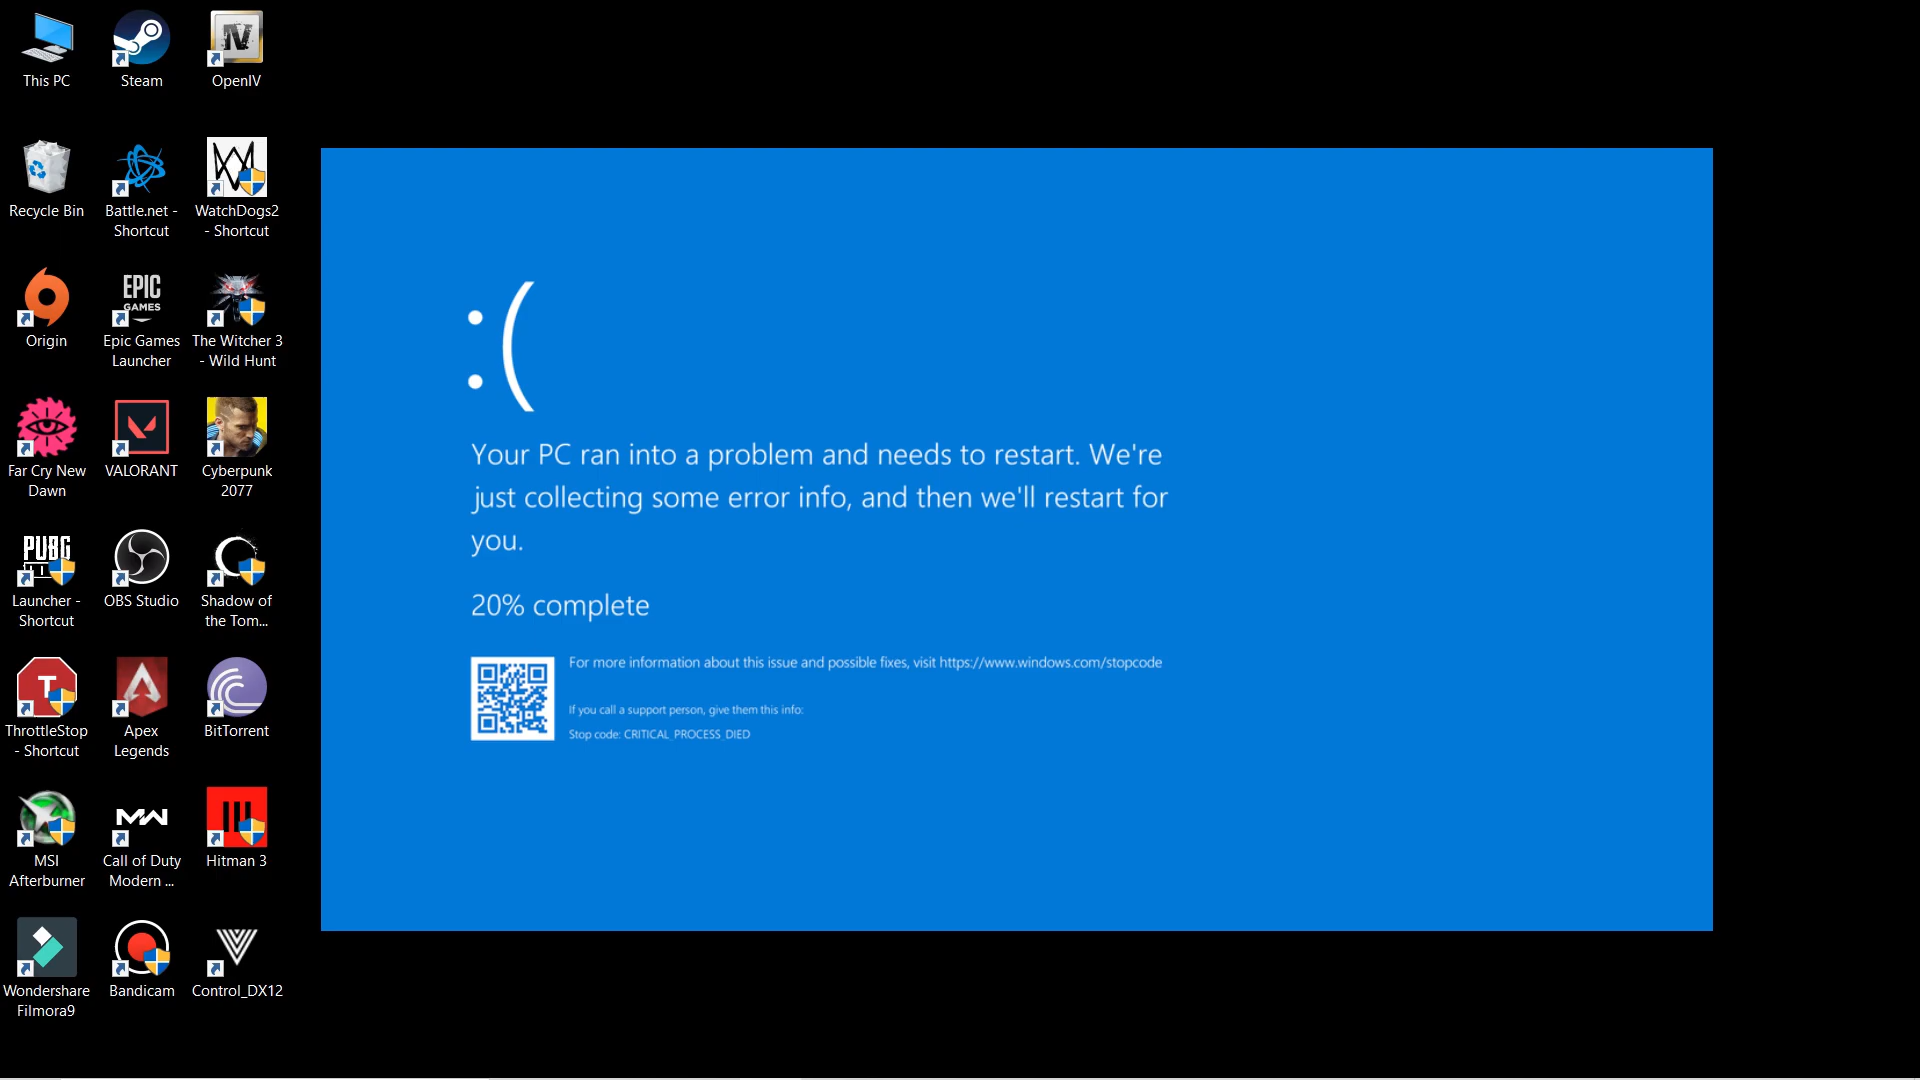 This PC
Steam
OpenIV
Recycle Bin
Battle.net -
Shortcut
WatchDogs2
- Shortcut
Origin
EPIC
GAMES
Epic Games
Launcher
The Witcher 3
- Wild Hunt
Far Cry New
Dawn
VALORANT
Cyberpunk
2077
PUBG
Launcher -
Shortcut
OBS Studio
Shadow of
the Tom...
T
ThrottleStop
- Shortcut
Apex
Legends
BitTorrent
MSI
Afterburner
MW
Call of Duty
Modern ...
Hitman 3
Wondershare
Filmora9
Bandicam
Control_DX12
:(
Your PC ran into a problem and needs to restart. We're
just collecting some error info, and then we'll restart for
you.
20% complete
For more information about this issue and possible fixes, visit https://www.windows.com/stopcode
If you call a support person, give them this info:
Stop code: CRITICAL_PROCESS_DIED